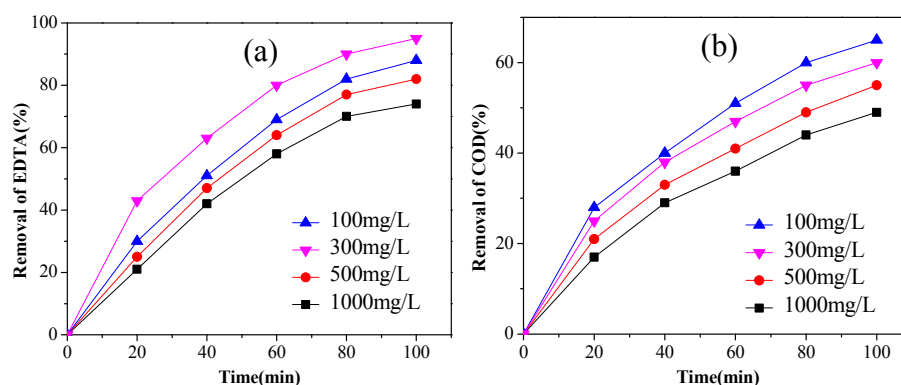 (a)
Removal of EDTA(%)
100
80
60
40
20
0
0 20 40 60 80 100
Time(min)
100mg/L
300mg/L
500mg/L
1000mg/L
(b)
Removal of COD(%)
60
40
20
0
0 20 40 60 80 100
Time(min)
100mg/L
300mg/L
500mg/L
1000mg/L